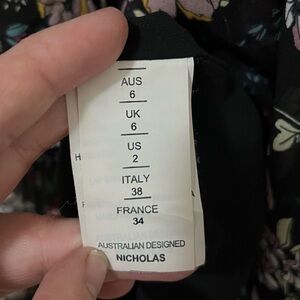 AUS
6
UK
6
US
2
ITALY
38
FRANCE
34
AUSTRALIAN DESIGNED
NICHOLAS